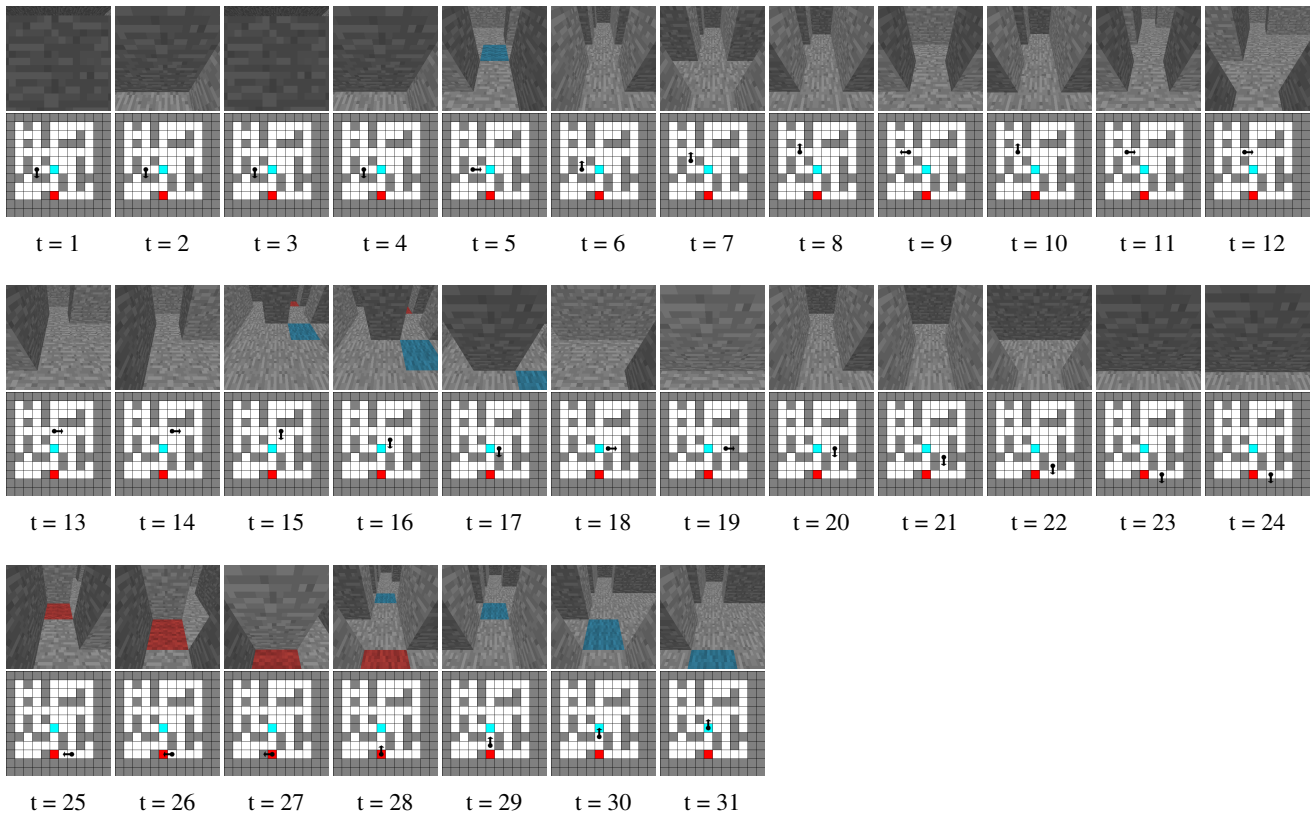 t = 1 t = 2 t = 3 t = 4 t = 5 t = 6 t = 7 t = 8 t = 9 t = 10 t = 11 t = 12
t = 13 t = 14 t = 15 t = 16 t = 17 t = 18 t = 19 t = 20 t = 21 t = 22 t = 23 t = 24
t = 25 t = 26 t = 27 t = 28 t = 29 t = 30 t = 31